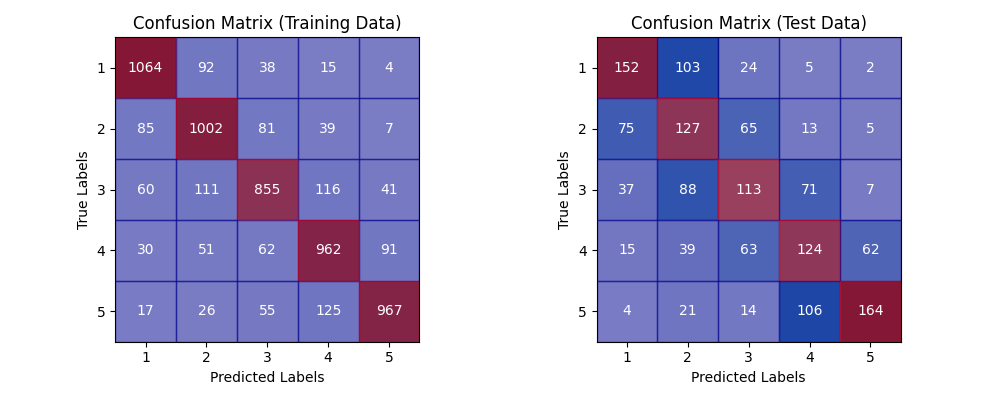 Confusion Matrix (Training Data)
1 1064 92 38 15 4
2 85 1002 81 39 7
3 60 111 855 116 41
4 30 51 62 962 91
5 17 26 55 125 967
1 2 3 4 5
True Labels
Predicted Labels
Confusion Matrix (Test Data)
1 152 103 24 5 2
2 75 127 65 13 5
3 37 88 113 71 7
4 15 39 63 124 62
5 4 21 14 106 164
1 2 3 4 5
True Labels
Predicted Labels